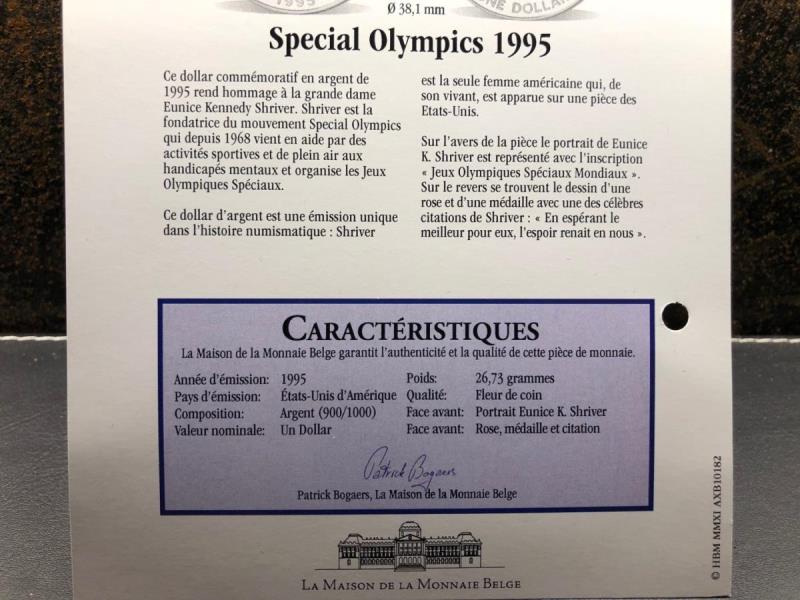 1995
ONE DOLLAR
Ø 38,1 mm
Special Olympics 1995
Ce dollar commémoratif en argent de
1995 rend hommage à la grande dame
Eunice Kennedy Shriver. Shriver est la
fondatrice du mouvement Special Olympics
qui depuis 1968 vient en aide par des
activités sportives et de plein air aux
handicapés mentaux et organise les Jeux
Olympiques Spéciaux.
Ce dollar d'argent est une émission unique
dans l'histoire numismatique : Shriver
est la seule femme américaine qui, de
son vivant, est apparue sur une pièce des
Etats-Unis.
Sur l'avers de la pièce le portrait de Eunice
K. Shriver est représenté avec l'inscription
« Jeux Olympiques Spéciaux Mondiaux ».
Sur le revers se trouvent le dessin d'une
rose et d'une médaille avec une des célèbres
citations de Shriver : « En espérant le
meilleur pour eux, l'espoir renait en nous ».
CARACTÉRISTIQUES
La Maison de la Monnaie Belge garantit l'authenticité et la qualité de cette pièce de monnaie.
Année d'émission: 1995 Poids: 26,73 grammes
Pays d'émission: États-Unis d'Amérique Qualité: Fleur de coin
Composition: Argent (900/1000) Face avant: Portrait Eunice K. Shriver
Valeur nominale: Un Dollar Face avant: Rose, médaille et citation
Patrick Bogaers
Patrick Bogaers, La Maison de la Monnaie Belge
LA MAISON DE LA MONNAIE BELGE
© HBM MMXI AXB10182